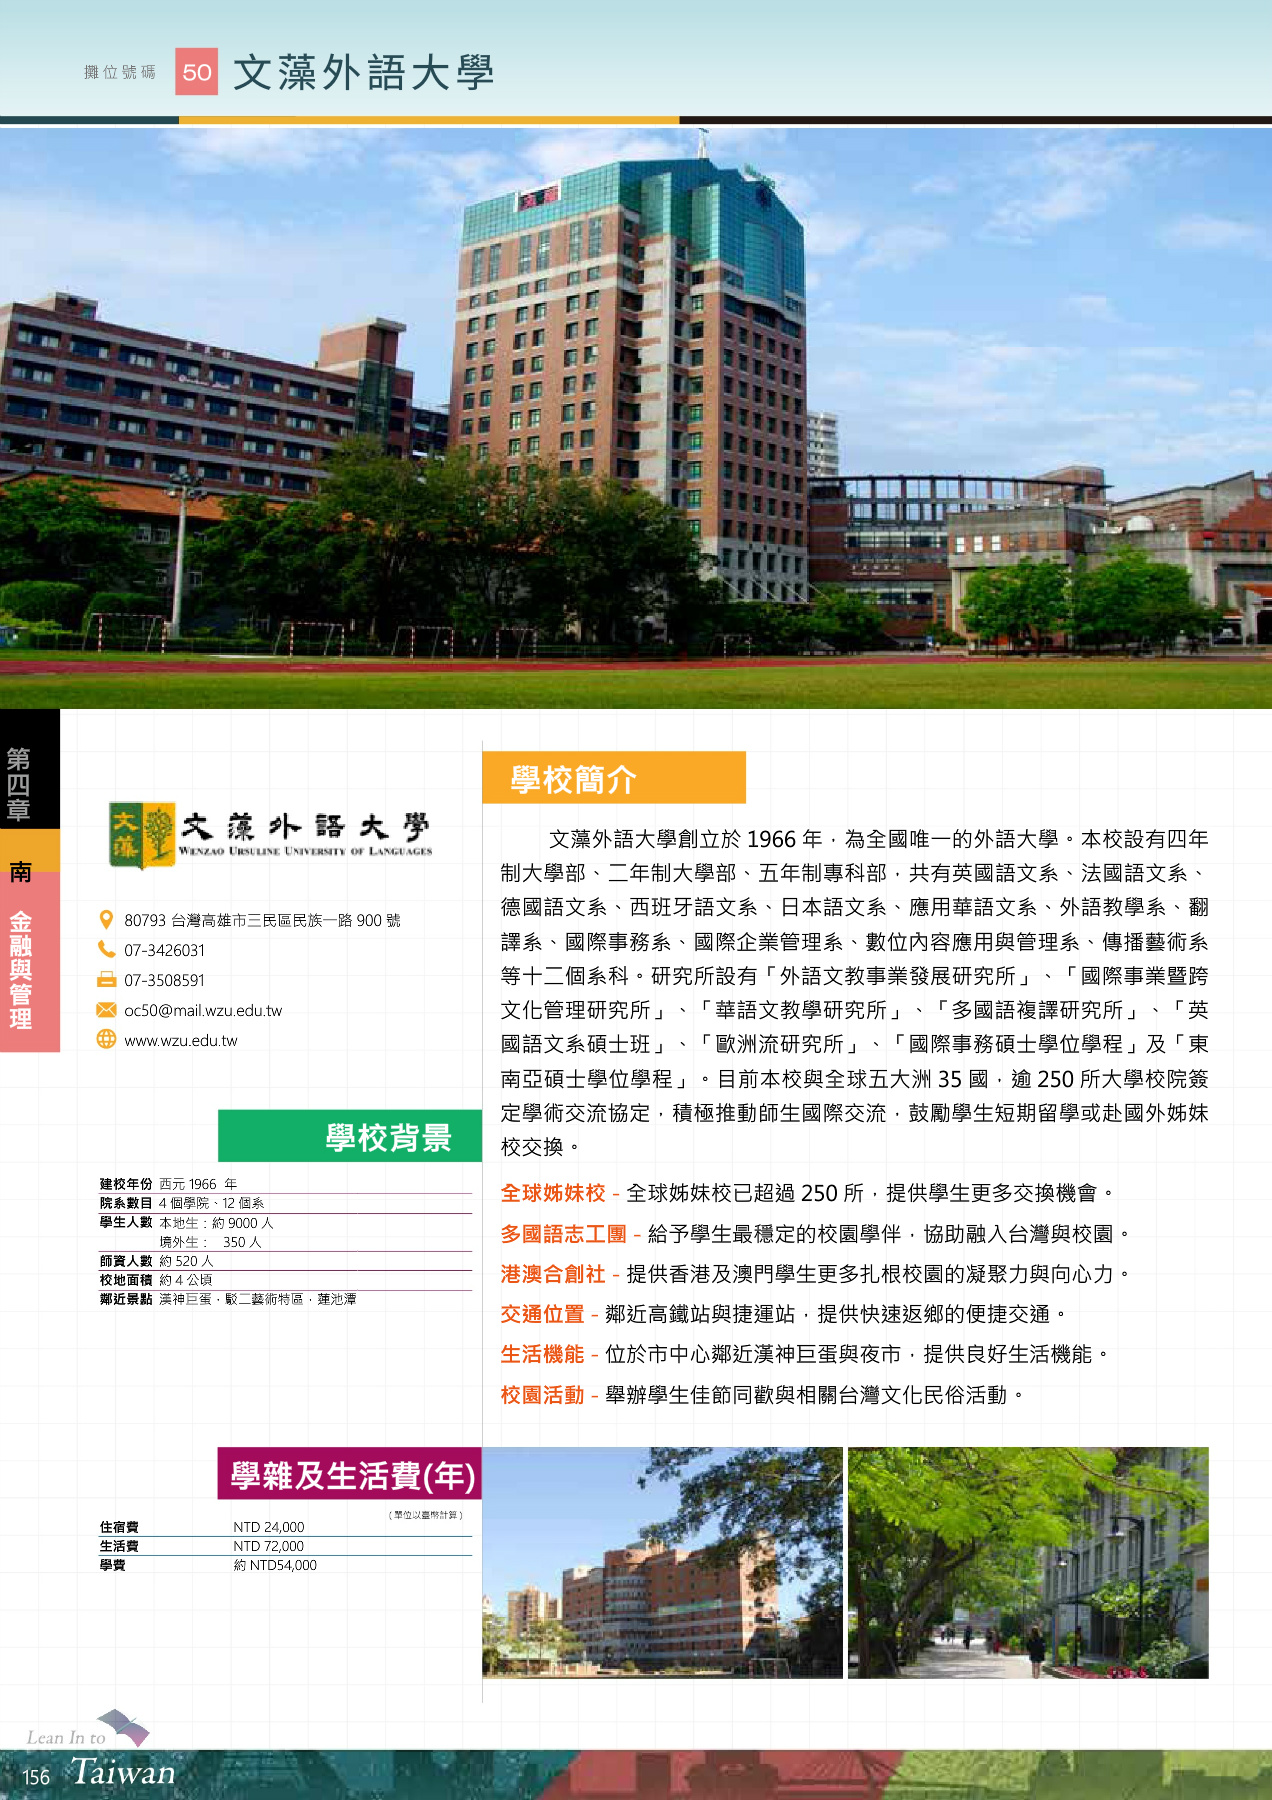 攤位號碼 50 文藻外語大學
文藻
第四章
南
金融與管理
文藻
文藻外語大學
WENZAO URSULINE UNIVERSITY OF LANGUAGES
80793 台灣高雄市三民區民族一路 900 號
07-3426031
07-3508591
oc50@mail.wzu.edu.tw
www.wzu.edu.tw
學校背景
建校年份 西元 1966 年
院系數目 4 個學院、12 個系
學生人數 本地生：約 9000 人
境外生： 350 人
師資人數 約 520 人
校地面積 約 4 公頃
鄰近景點 漢神巨蛋，駁二藝術特區，蓮池潭
學雜及生活費(年)
（單位以臺幣計算）
住宿費 NTD 24,000
生活費 NTD 72,000
學費 約 NTD54,000
學校簡介
文藻外語大學創立於 1966 年，為全國唯一的外語大學。本校設有四年
制大學部、二年制大學部、五年制專科部，共有英國語文系、法國語文系、
德國語文系、西班牙語文系、日本語文系、應用華語文系、外語教學系、翻
譯系、國際事務系、國際企業管理系、數位內容應用與管理系、傳播藝術系
等十二個系科。研究所設有「外語文教事業發展研究所」、「國際事業暨跨
文化管理研究所」、「華語文教學研究所」、「多國語複譯研究所」、「英
國語文系碩士班」、「歐洲流研究所」、「國際事務碩士學位學程」及「東
南亞碩士學位學程」。目前本校與全球五大洲 35 國，逾 250 所大學校院簽
定學術交流協定，積極推動師生國際交流，鼓勵學生短期留學或赴國外姊妹
校交換。
全球姊妹校 - 全球姊妹校已超過 250 所，提供學生更多交換機會。
多國語志工團 - 給予學生最穩定的校園學伴，協助融入台灣與校園。
港澳合創社 - 提供香港及澳門學生更多扎根校園的凝聚力與向心力。
交通位置 - 鄰近高鐵站與捷運站，提供快速返鄉的便捷交通。
生活機能 - 位於市中心鄰近漢神巨蛋與夜市，提供良好生活機能。
校園活動 - 舉辦學生佳節同歡與相關台灣文化民俗活動。
Lean In to
156 Taiwan